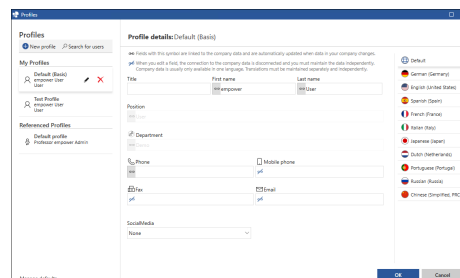 Profiles
Profiles
New profile
Search for users
My Profiles
Default (Basis)
empower User
User
Text Profile
empower User
User
Referenced Profiles
Default profile
Professor empower Admin
Profile details:Default (Basis)
Fields with this symbol are linked to the company data and are automatically updated when data in your company changes.
When you edit a field, the connection to the company data is disconnected and you must maintain the date independently.
Company data is usually only available in one language. Translations must be maintained separately and independently.
Title First name Last name
empower User
Position
User
Department
Phone Mobile phone
Fax Email
SocialMedia
None
Default
German (Germany)
English (United States)
Spanish (Spain)
French (France)
Italian (Italy)
Japanese (Japan)
Dutch (Netherlands)
Portuguese (Portugal)
Russian (Russia)
Chinese (Simplified, PRC
OK Cancel